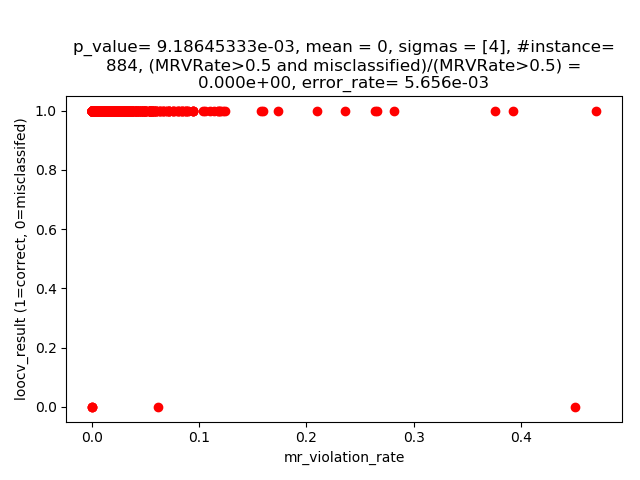 p_value= 9.18645333e-03, mean = 0, sigmas = [4], #instance=
884, (MRVRate>0.5 and misclassified)/(MRVRate>0.5) =
0.000e+00, error_rate= 5.656e-03
loocv_result (1=correct, 0=misclassifed)
1.0
0.8
0.6
0.4
0.2
0.0
0.0 0.1 0.2 0.3 0.4
mr_violation_rate